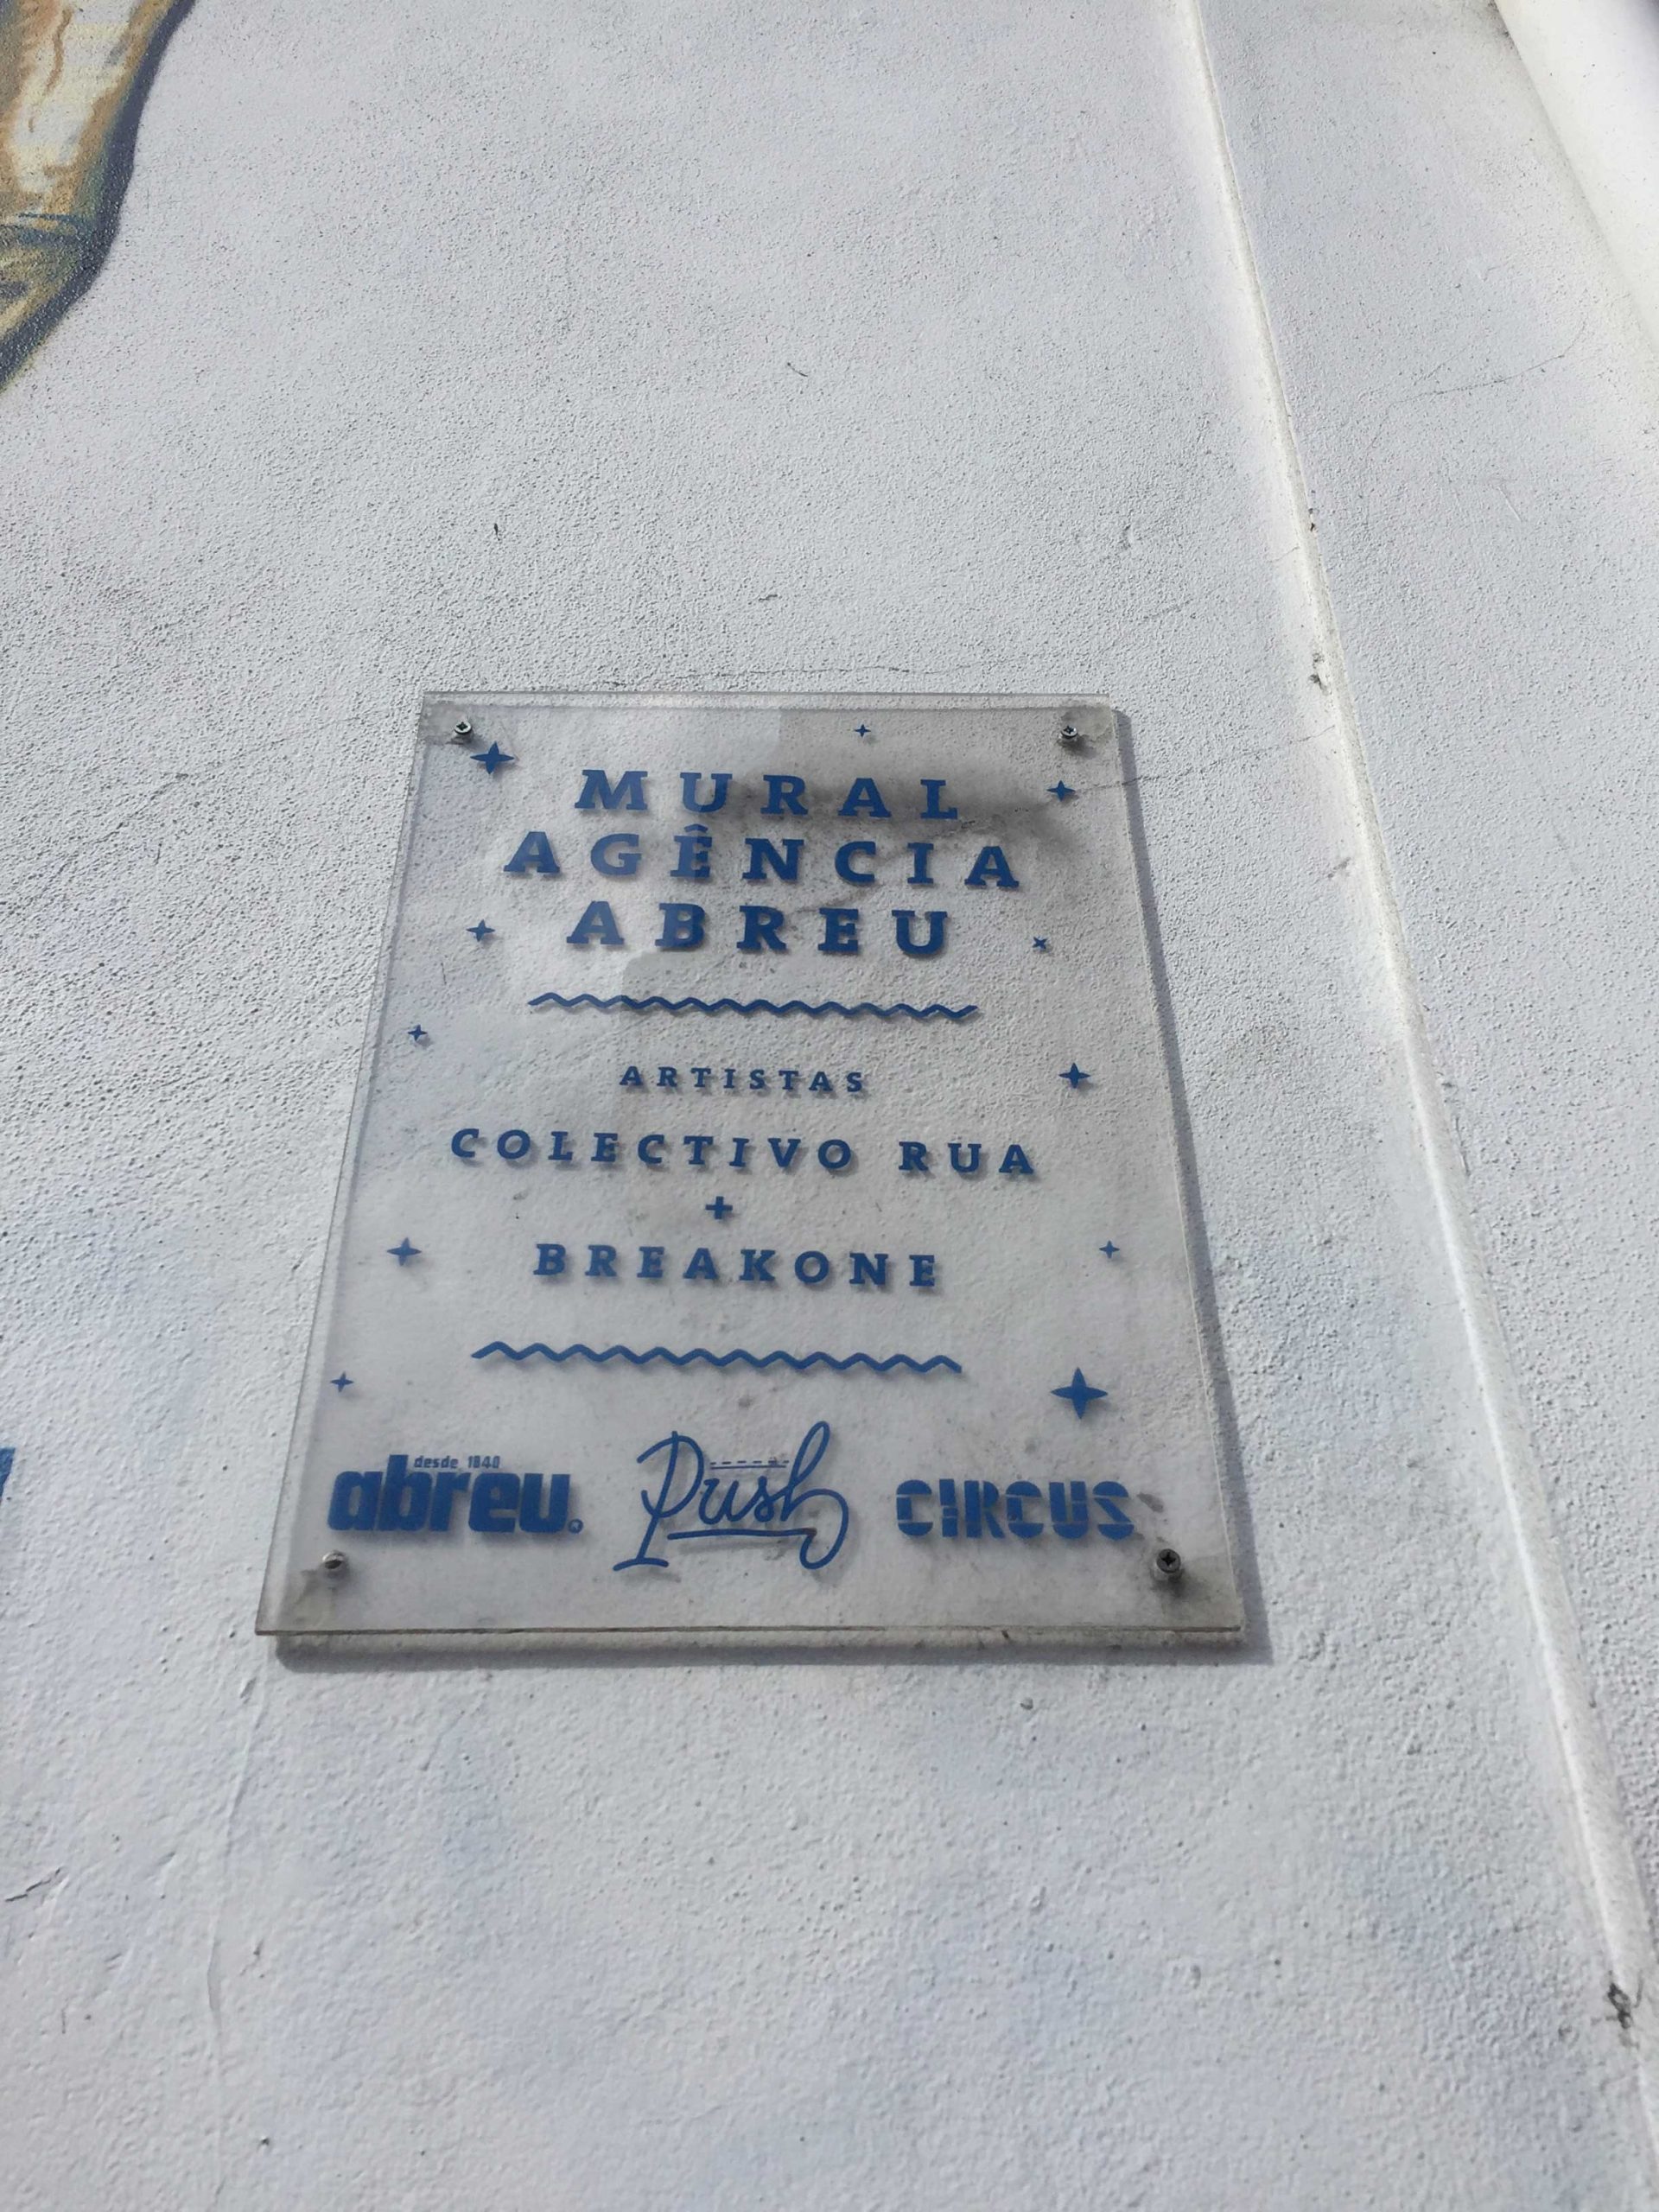 MURAL
AGÊNCIA
ABREU
ARTISTAS
COLECTIVO RUA
+
BREAKONE
desde 1840
abreu®
Push
CIRCUS